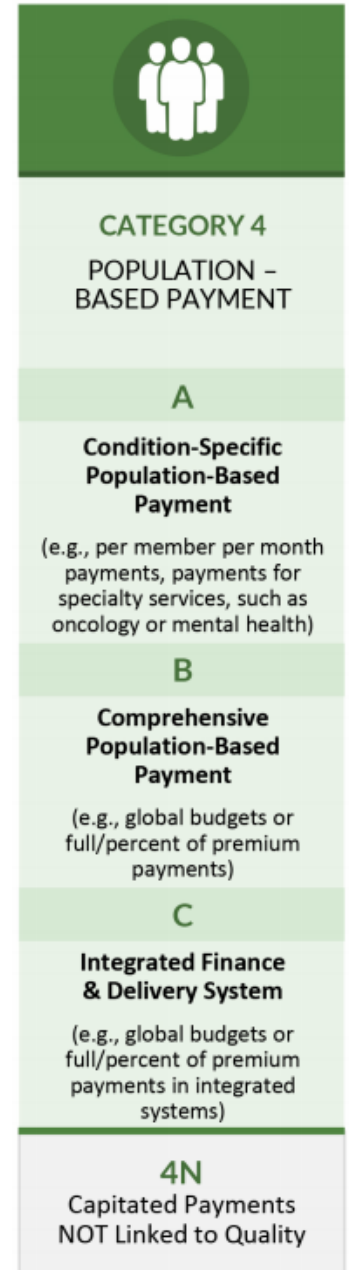 CATEGORY 4
POPULATION –
BASED PAYMENT
A
Condition-Specific
Population-Based
Payment
(e.g., per member per month
payments, payments for
specialty services, such as
oncology or mental health)
B
Comprehensive
Population-Based
Payment
(e.g., global budgets or
full/percent of premium
payments)
C
Integrated Finance
& Delivery System
(e.g., global budgets or
full/percent of premium
payments in integrated
systems)
4N
Capitated Payments
NOT Linked to Quality